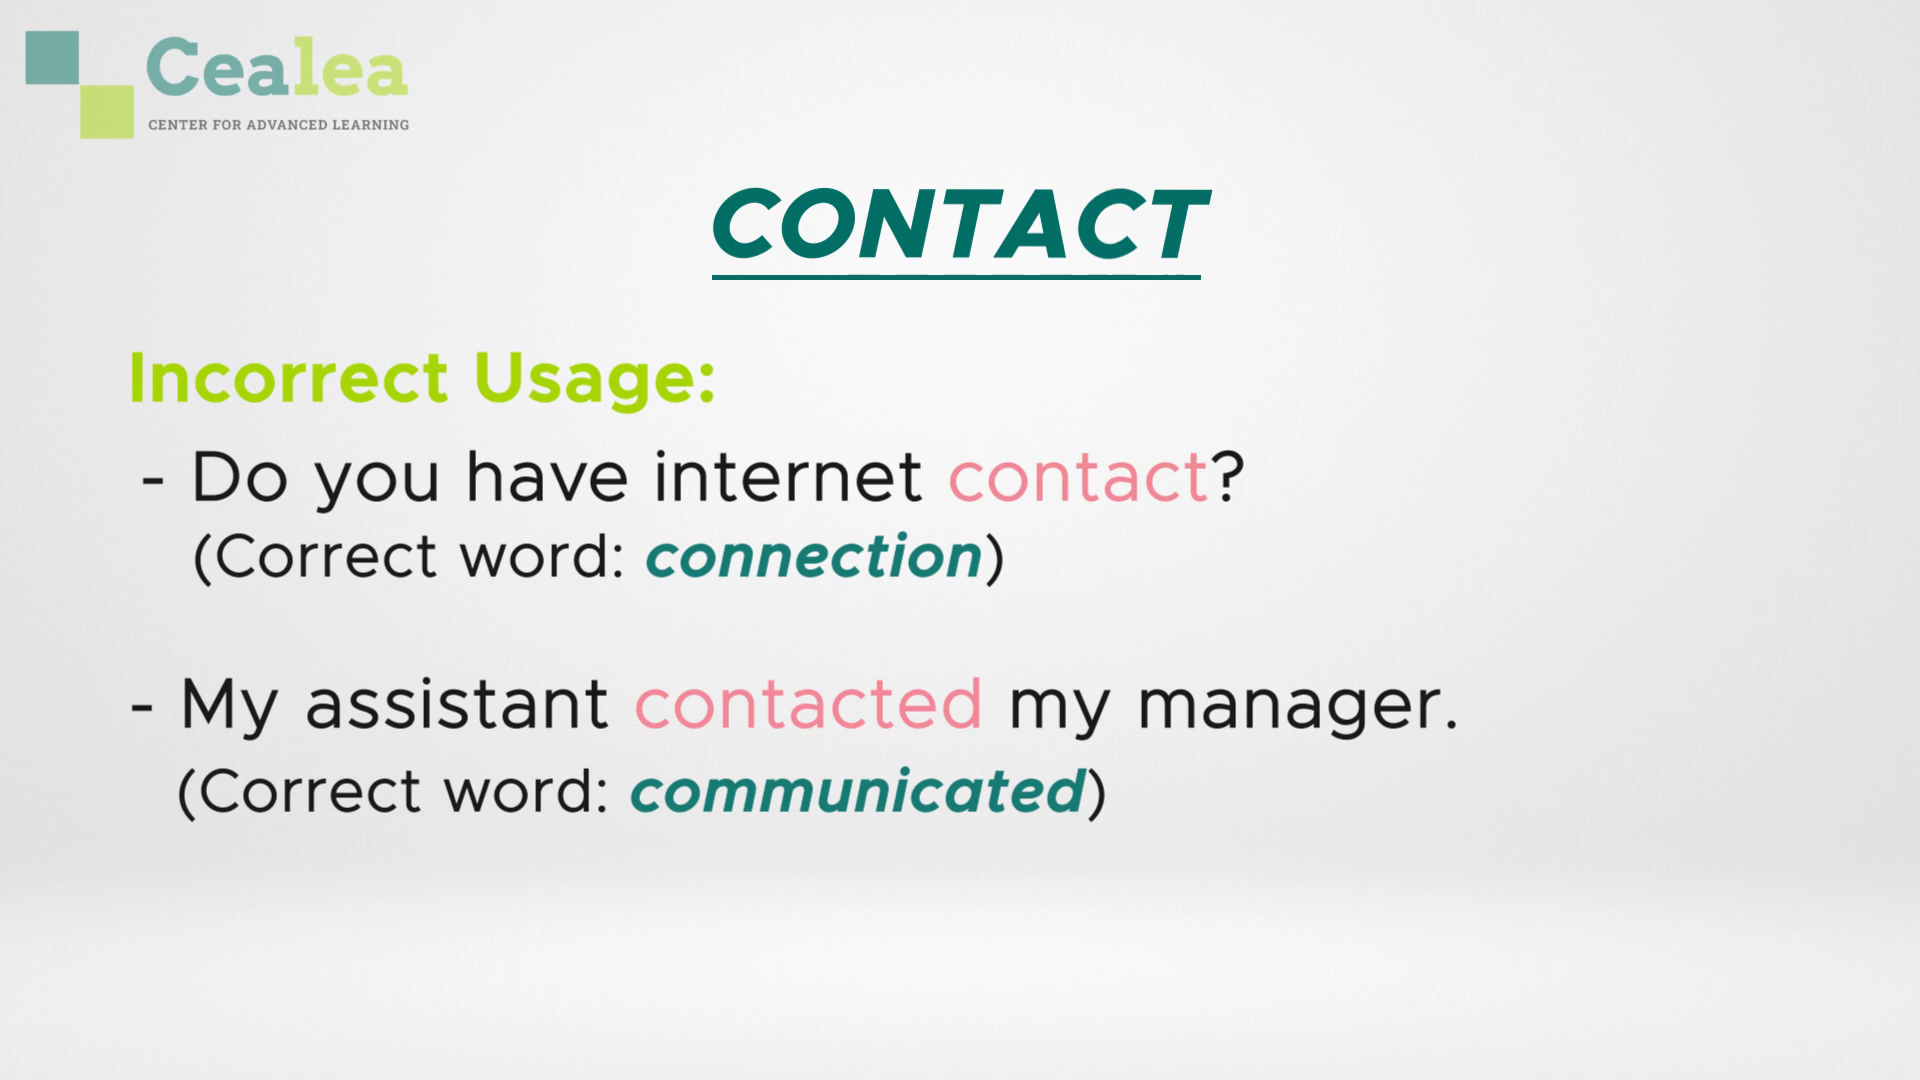 Cealea
CENTER FOR ADVANCED LEARNING
CONTACT
Incorrect Usage:
- Do you have internet contact?
(Correct word: connection)
- My assistant contacted my manager.
(Correct word: communicated)